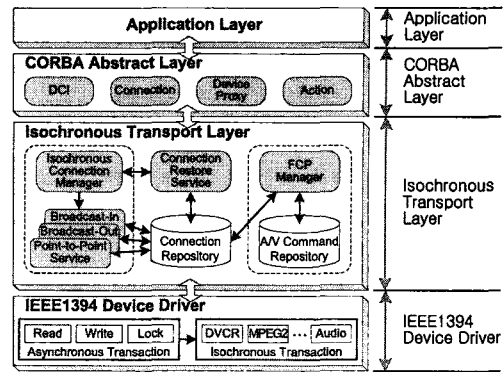 Application Layer
CORBA Abstract Layer
DCI
Connection
Device
Proxy
Action
Isochronous Transport Layer
Isochronous
Connection
Manager
Connection
Restore
Service
FCP
Manager
Broadcast-In
Broadcast-Out
Point-to-Point
Service
Connection
Repository
A/V Command
Repository
IEEE1394 Device Driver
Read
Write
Lock
Asynchronous Transaction
DVCR
MPEG2
...
Audio
Isochronous Transaction
Application
Layer
CORBA
Abstract
Layer
Isochronous
Transport
Layer
IEEE1394
Device Driver